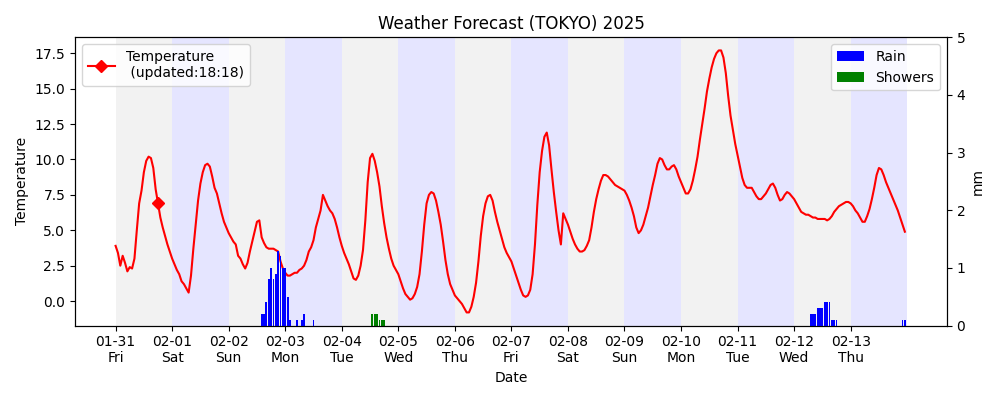 Weather Forecast (TOKYO) 2025
Temperature
(updated:18:18)
Rain
Showers
17.5
15.0
12.5
10.0
7.5
5.0
2.5
0.0
Temperature
5
4
3
2
1
0
mm
01-31 02-01 02-02 02-03 02-04 02-05 02-06 02-07 02-08 02-09 02-10 02-11 02-12 02-13
Fri Sat Sun Mon Tue Wed Thu Fri Sat Sun Mon Tue Wed Thu
Date